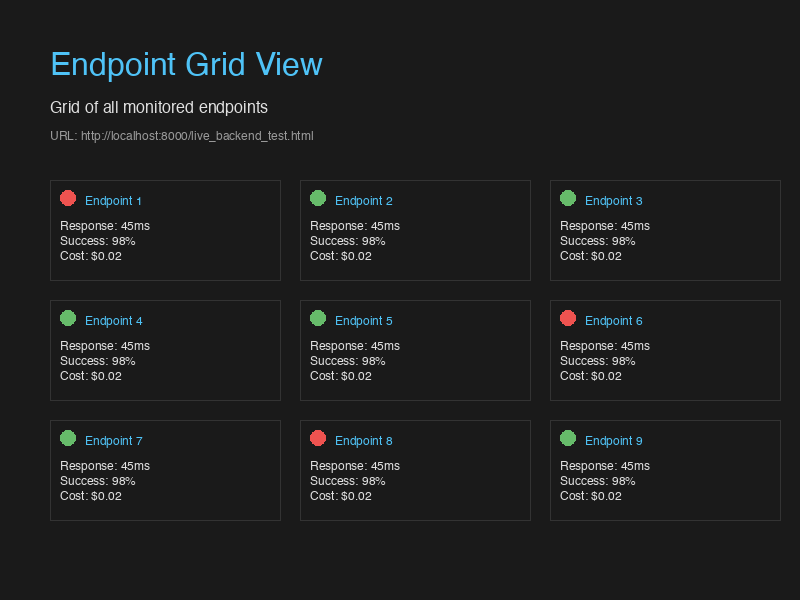 Endpoint Grid View
Grid of all monitored endpoints
URL: http://localhost:8000/live_backend_test.html
Endpoint 1
Response: 45ms
Success: 98%
Cost: $0.02
Endpoint 2
Response: 45ms
Success: 98%
Cost: $0.02
Endpoint 3
Response: 45ms
Success: 98%
Cost: $0.02
Endpoint 4
Response: 45ms
Success: 98%
Cost: $0.02
Endpoint 5
Response: 45ms
Success: 98%
Cost: $0.02
Endpoint 6
Response: 45ms
Success: 98%
Cost: $0.02
Endpoint 7
Response: 45ms
Success: 98%
Cost: $0.02
Endpoint 8
Response: 45ms
Success: 98%
Cost: $0.02
Endpoint 9
Response: 45ms
Success: 98%
Cost: $0.02